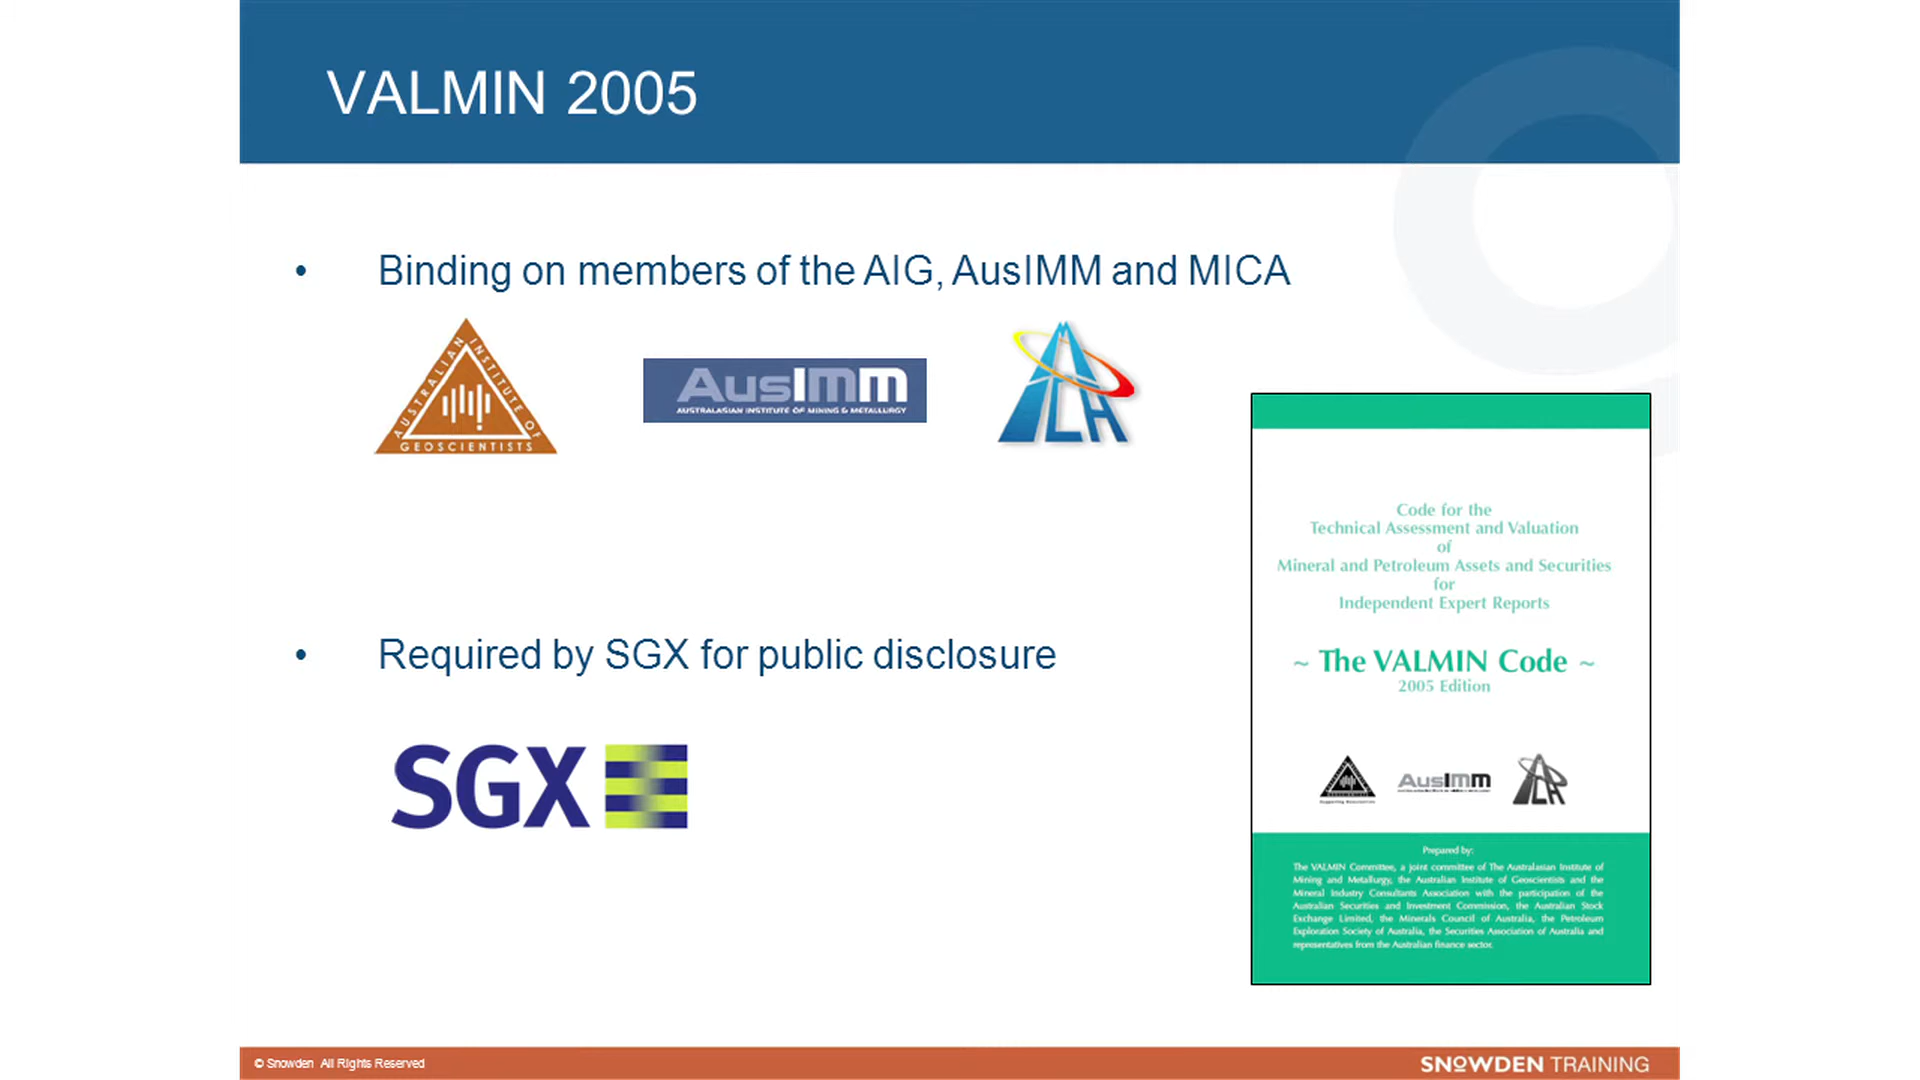 VALMIN 2005
• Binding on members of the AIG, AusIMM and MICA
AUSTRALIAN INSTITUTE OF GEOSCIENTISTS
AusIMM
AUSTRALASIAN INSTITUTE OF MINING & METALLURGY
• Required by SGX for public disclosure
SGX
Code for the
Technical Assessment and Valuation
of
Mineral and Petroleum Assets and Securities
for
Independent Expert Reports
~ The VALMIN Code ~
2005 Edition
AusIMM
Prepared by:
The VALMIN Committee, a joint committee of The Australasian Institute of
Mining and Metallurgy, the Australian Institute of Geoscientists and the
Mineral Industry Consultants Association with the participation of the
Australian Securities and Investment Commission, the Australian Stock
Exchange Limited, the Minerals Council of Australia, the Petroleum
Exploration Society of Australia, the Securities Association of Australia and
representatives from the Australian finance sector.
© Snowden All Rights Reserved
SNOWDEN TRAINING